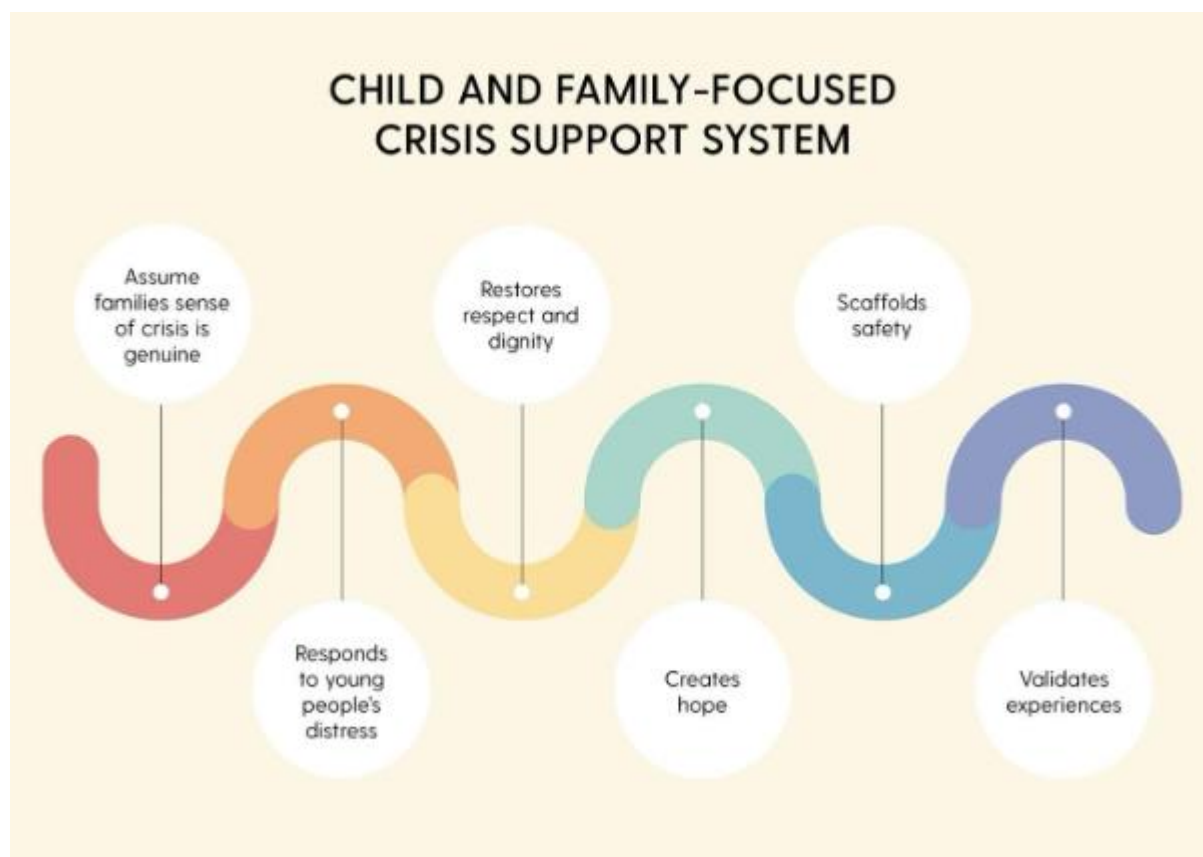 CHILD AND FAMILY-FOCUSED
CRISIS SUPPORT SYSTEM
Assume
families sense
of crisis is
genuine
Responds
to young
people's
distress
Restores
respect and
dignity
Creates
hope
Scaffolds
safety
Validates
experiences